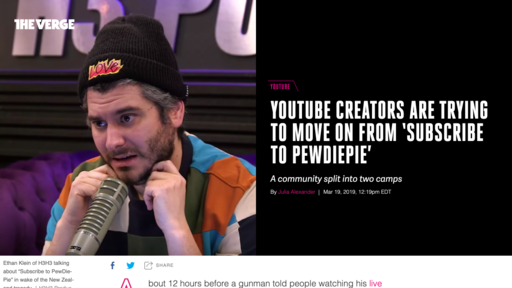 THE VERGE
LOVE
YOUTUBE
YOUTUBE CREATORS ARE TRYING
TO MOVE ON FROM ‘SUBSCRIBE
TO PEWDIEPIE’
A community split into two camps
By Julia Alexander | Mar 19, 2019, 12:19pm EDT
Ethan Klein of H3H3 talking
about “Subscribe to PewDie-
Pie” in wake of the New Zeal-
SHARE
A
bout 12 hours before a gunman told people watching his live